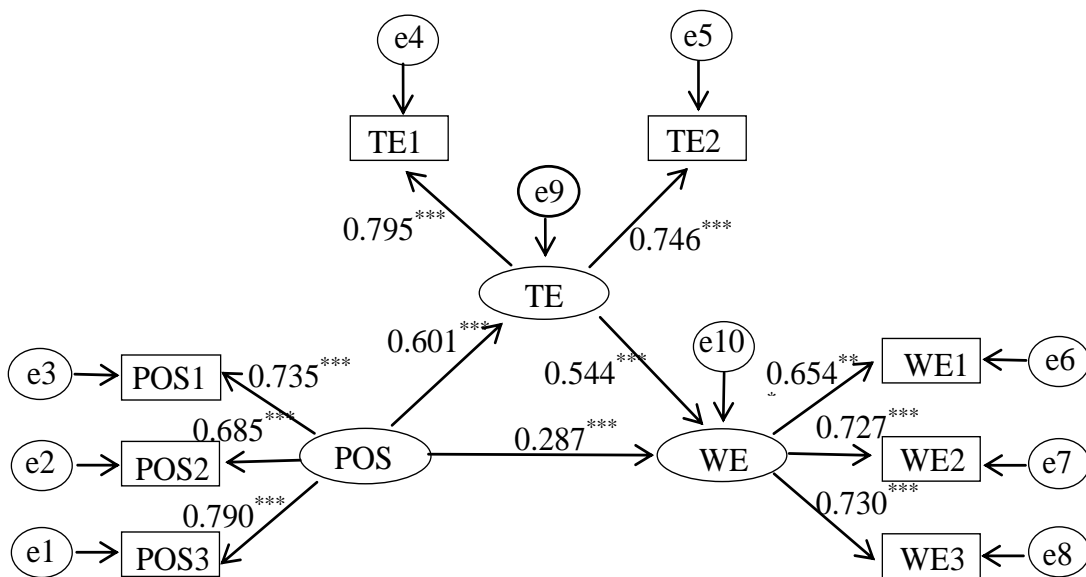 e4
e5
TE1
TE2
e9
0.795***
0.746***
TE
0.601***
e10
e3
POS1
0.735***
0.544***
0.654**
*
WE1
e6
0.685***
0.287***
0.727***
e2
POS2
POS
WE
WE2
e7
0.790***
0.730***
e1
POS3
WE3
e8